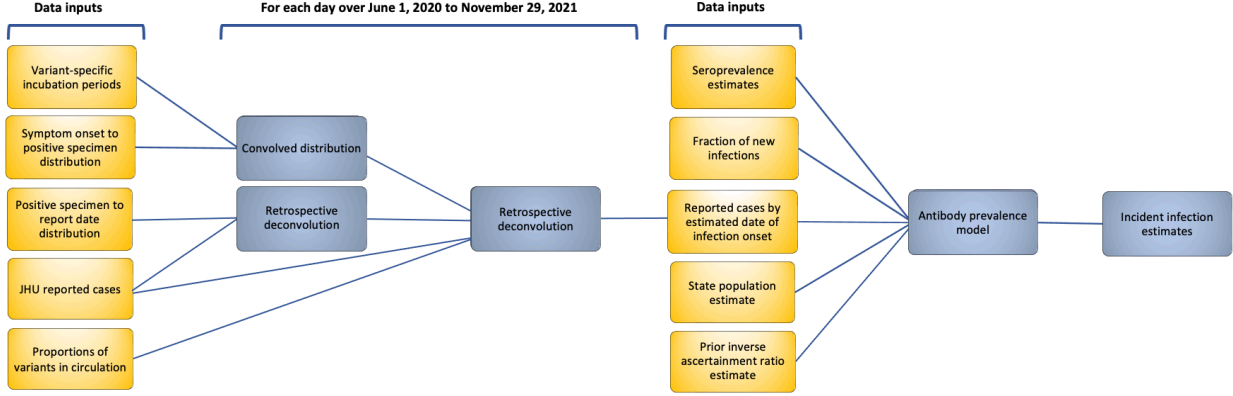 Data inputs
For each day over June 1, 2020 to November 29, 2021
Data inputs
Variant-specific
incubation periods
Symptom onset to
positive specimen
distribution
Positive specimen to
report date
distribution
JHU reported cases
Proportions of
variants in circulation
Convolved distribution
Retrospective
deconvolution
Retrospective
deconvolution
Seroprevalence
estimates
Fraction of new
infections
Reported cases by
estimated date of
infection onset
State population
estimate
Prior inverse
ascertainment ratio
estimate
Antibody prevalence
model
Incident infection
estimates